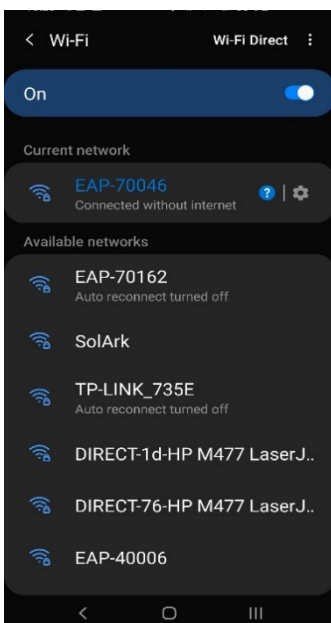 < Wi-Fi Wi-Fi Direct
On
Current network
EAP-70046
Connected without internet
? |
Available networks
EAP-70162
Auto reconnect turned off
SolArk
TP-LINK_735E
Auto reconnect turned off
DIRECT-1d-HP M477 LaserJ..
DIRECT-76-HP M477 LaserJ..
EAP-40006